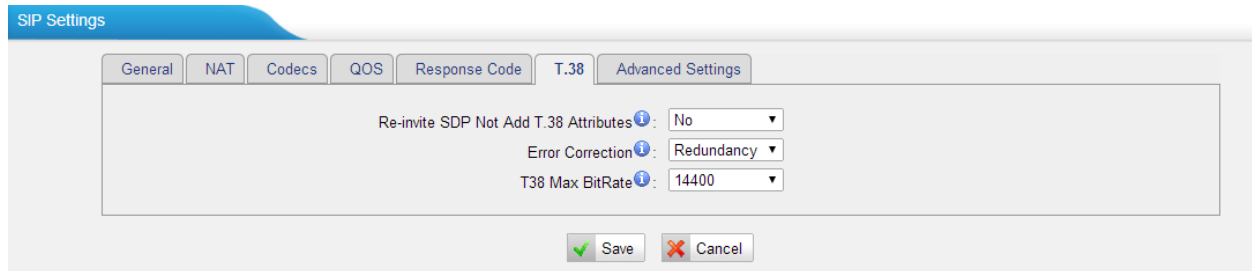 SIP Settings
General NAT Codecs QOS Response Code T.38 Advanced Settings
Re-invite SDP Not Add T.38 Attributes : No
Error Correction : Redundancy
T38 Max BitRate : 14400
Save Cancel